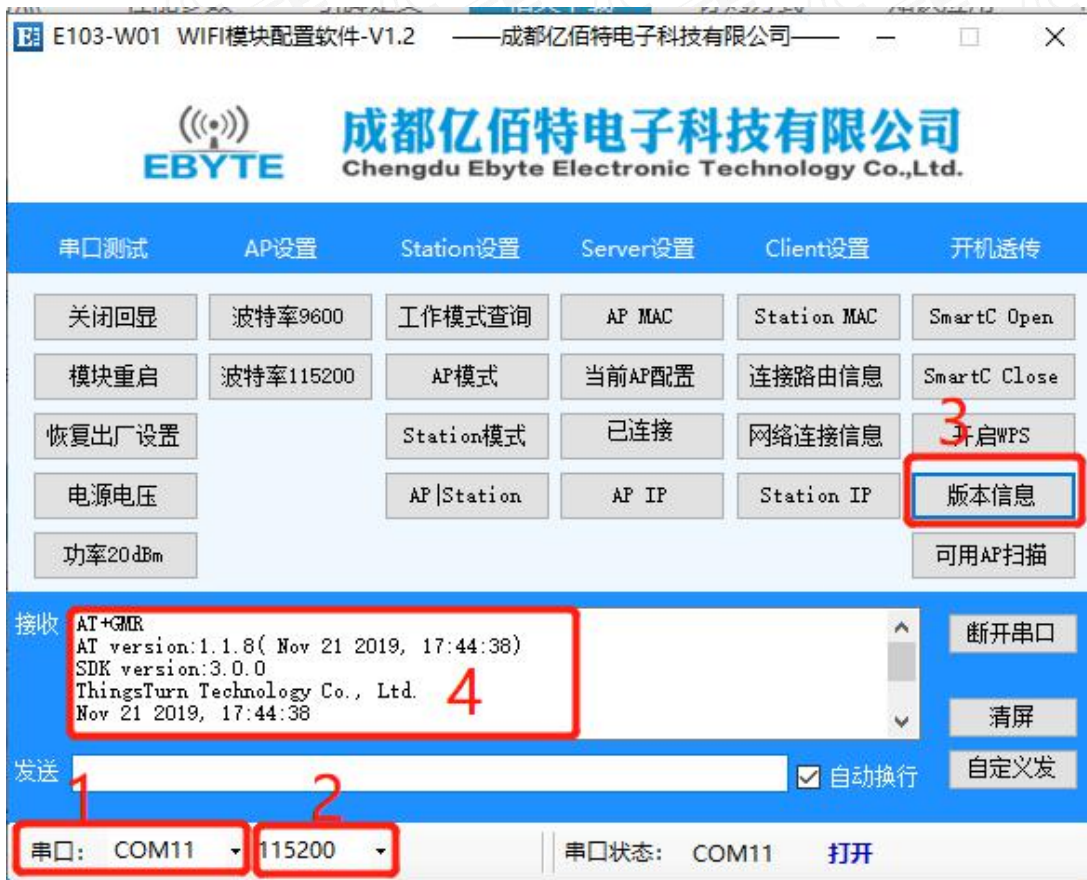 E103-W01 WIFI模块配置软件-V1.2 ——成都亿佰特电子科技有限公司——
EBYTE
成都亿佰特电子科技有限公司
Chengdu Ebyte Electronic Technology Co.,Ltd.
串口测试 AP设置 Station设置 Server设置 Client设置 开机透传
关闭回显 波特率9600 工作模式查询 AP MAC Station MAC SmartC Open
模块重启 波特率115200 AP模式 当前AP配置 连接路由信息 SmartC Close
3
恢复出厂设置 Station模式 已连接 网络连接信息 开启WPS
电源电压 AP|Station AP IP Station IP 版本信息
功率20dBm 可用AP扫描
接收
AT+GMR
AT version:1.1.8( Nov 21 2019, 17:44:38)
SDK version:3.0.0
ThingsTurn Technology Co., Ltd.
Nov 21 2019, 17:44:38
4
断开串口
清屏
发送
自动换行
自定义发
1 2
串口: COM11 115200 串口状态: COM11 打开